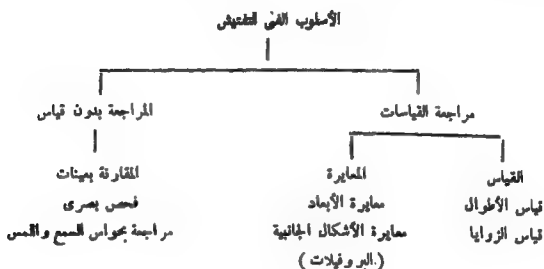 الأسلوب الفني للتفتيش
مراجعة القياسات
المراجعة بدون قياس
القياس
قياس الأطوال
قياس الزوايا
المعايرة
معايرة الأبعاد
معايرة الأشكال الجانبية
(البروفيلات)
المقارنة بعينات
فحص بصرى
مراجعة بحواس السمع واللمس